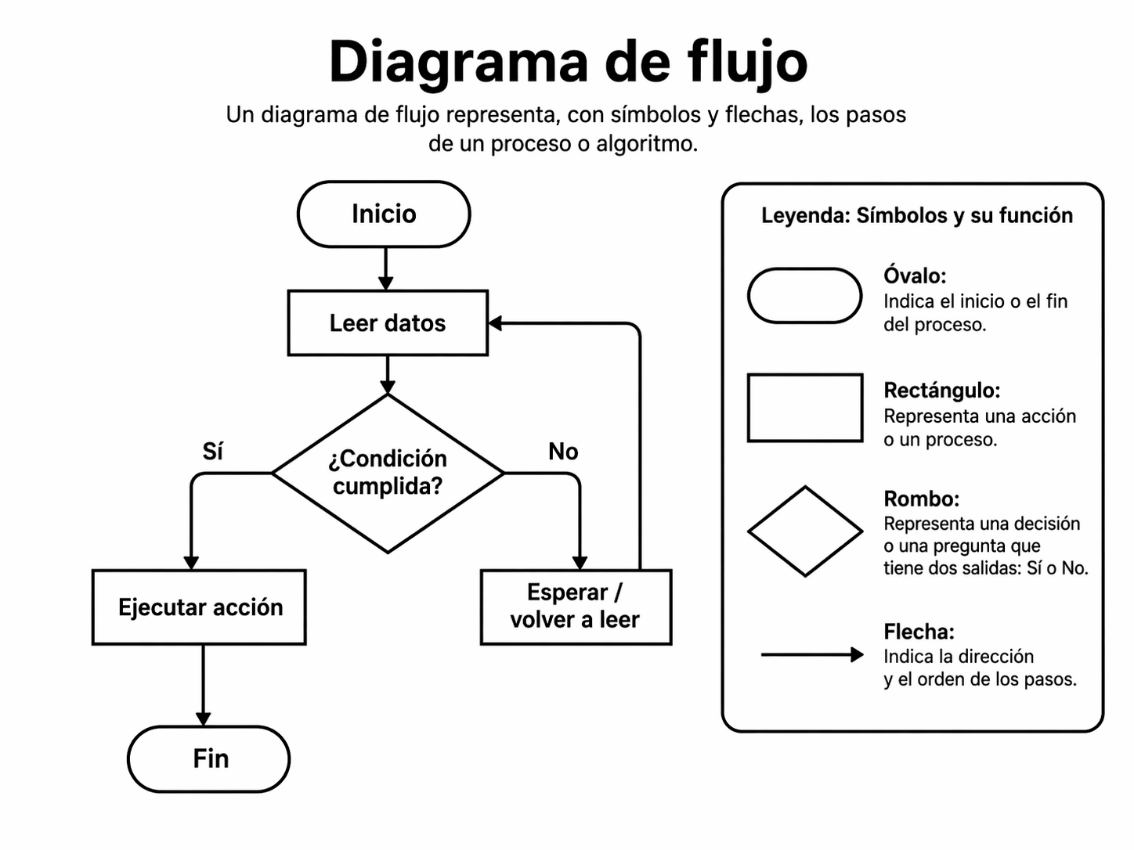 Diagrama de flujo
Un diagrama de flujo representa, con símbolos y flechas, los pasos
de un proceso o algoritmo.
Inicio
Leer datos
¿Condición
cumplida?
Sí
No
Ejecutar acción
Esperar /
volver a leer
Fin
Leyenda: Símbolos y su función
Óvalo:
Indica el inicio o el fin
del proceso.
Rectángulo:
Representa una acción
o un proceso.
Rombo:
Representa una decisión
o una pregunta que
tiene dos salidas: Sí o No.
Flecha:
Indica la dirección
y el orden de los pasos.